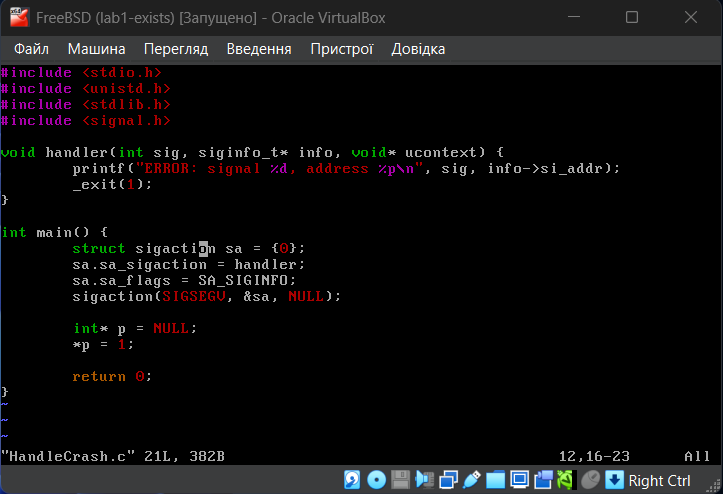 FreeBSD (lab1-exists) [Запущено] - Oracle VirtualBox
Файл Машина Перегляд Введення Пристрої Довідка
#include <stdio.h>
#include <unistd.h>
#include <stdlib.h>
#include <signal.h>

void handler(int sig, siginfo_t* info, void* ucontext) {
        printf("ERROR: signal %d, address %p\n", sig, info->si_addr);
        _exit(1);
}

int main() {
        struct sigaction sa = {0};
        sa.sa_sigaction = handler;
        sa.sa_flags = SA_SIGINFO;
        sigaction(SIGSEGV, &sa, NULL);

        int* p = NULL;
        *p = 1;

        return 0;
}
~
~
~
"HandleCrash.c" 21L, 382B 12,16-23 All
Right Ctrl